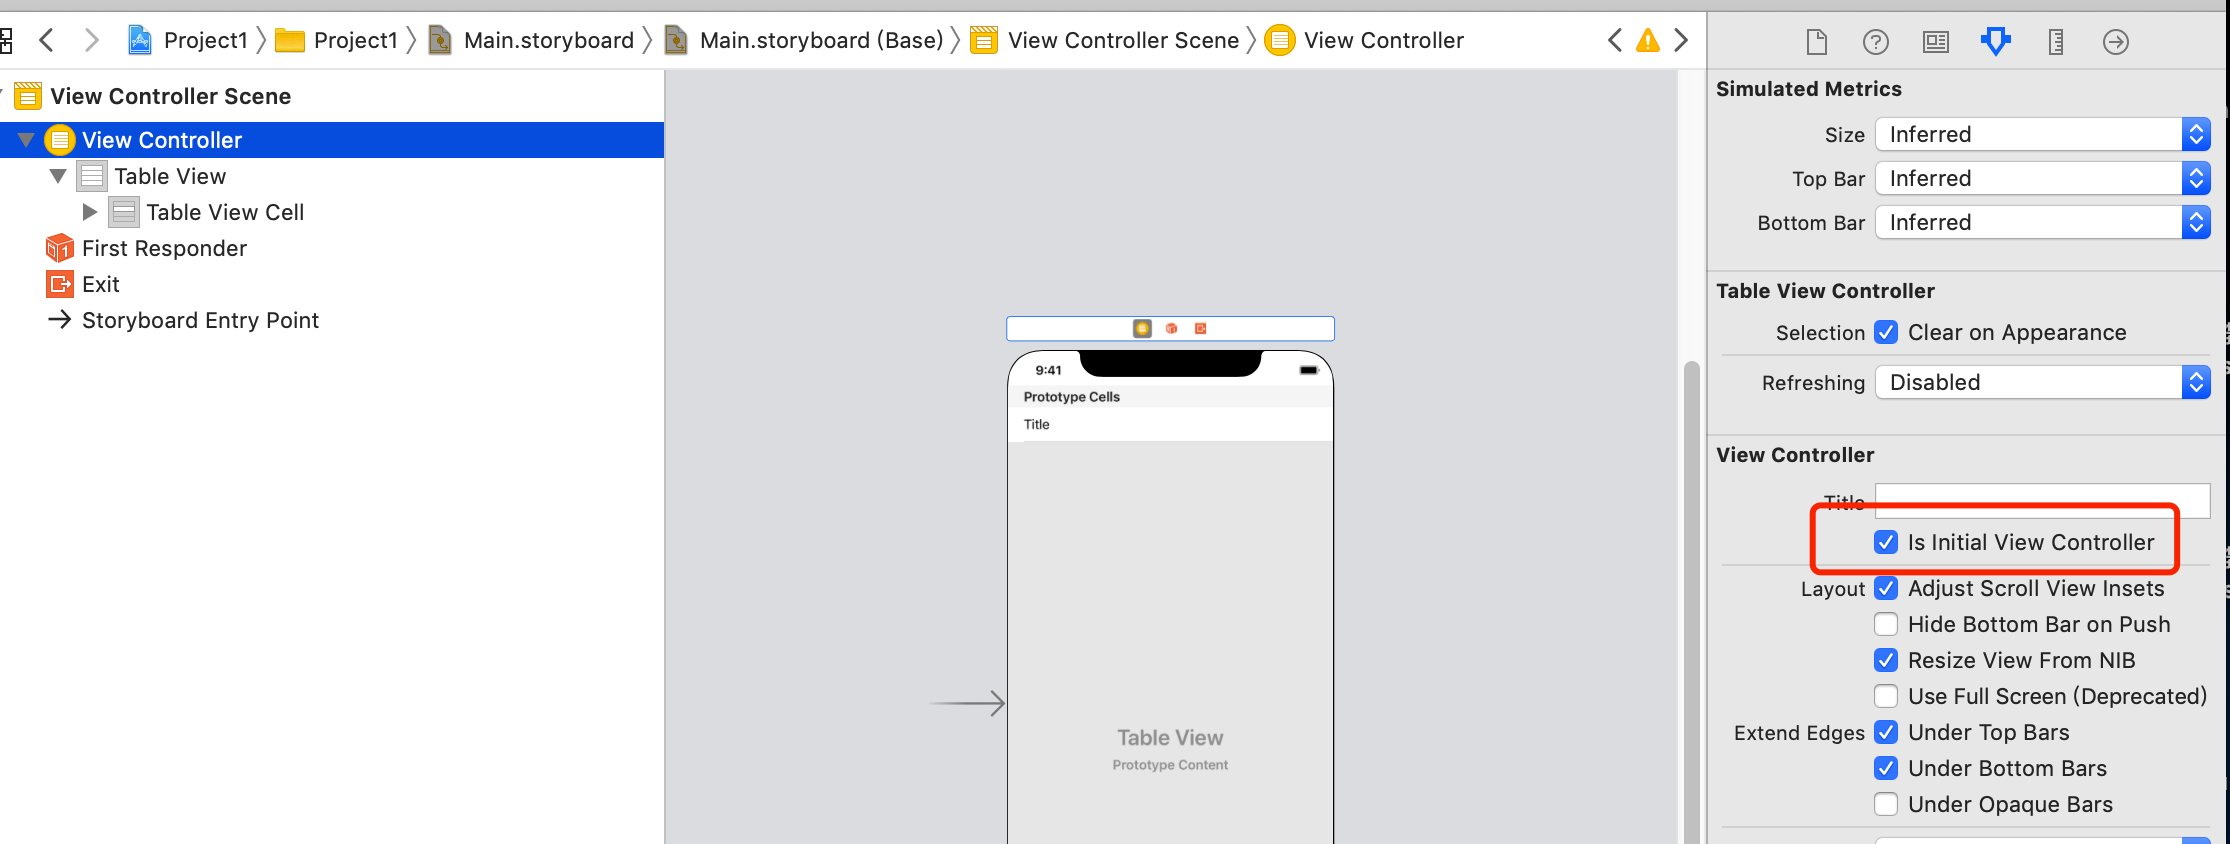 Project1 Project1 Main.storyboard Main.storyboard (Base) View Controller Scene View Controller
View Controller Scene
View Controller
Table View
Table View Cell
First Responder
Exit
Storyboard Entry Point
9:41
Prototype Cells
Title
Table View
Prototype Content
Simulated Metrics
Size Inferred
Top Bar Inferred
Bottom Bar Inferred
Table View Controller
Selection Clear on Appearance
Refreshing Disabled
View Controller
Title
Is Initial View Controller
Layout Adjust Scroll View Insets
Hide Bottom Bar on Push
Resize View From NIB
Use Full Screen (Deprecated)
Extend Edges Under Top Bars
Under Bottom Bars
Under Opaque Bars